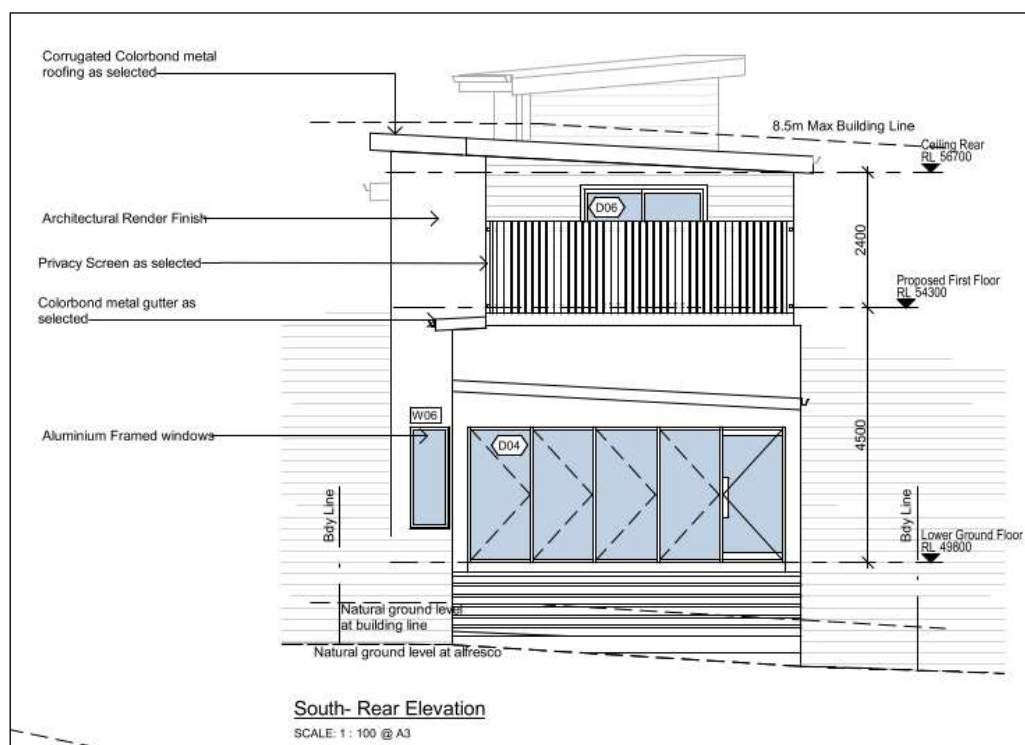 Corrugated Colorbond metal
roofing as selected
8.5m Max Building Line
Ceiling Rear
RL 56700
D06
Architectural Render Finish
2400
Privacy Screen as selected
Proposed First Floor
RL 54300
Colorbond metal gutter as
selected
W06
Aluminium Framed windows
D04
4500
Bdy Line
Bdy Line
Lower Ground Floor
RL 49800
Natural ground level
at building line
Natural ground level at alfresco
South- Rear Elevation
SCALE: 1 : 100 @ A3